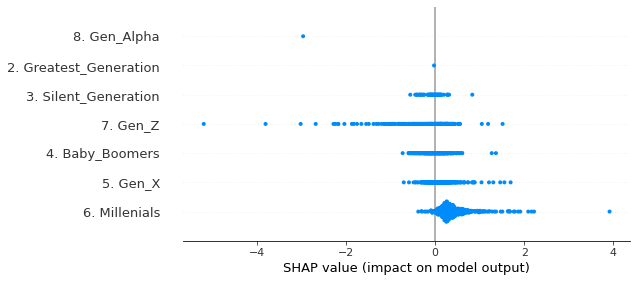 8. Gen_Alpha
2. Greatest_Generation
3. Silent_Generation
7. Gen_Z
4. Baby_Boomers
5. Gen_X
6. Millenials
−4 −2 0 2 4
SHAP value (impact on model output)